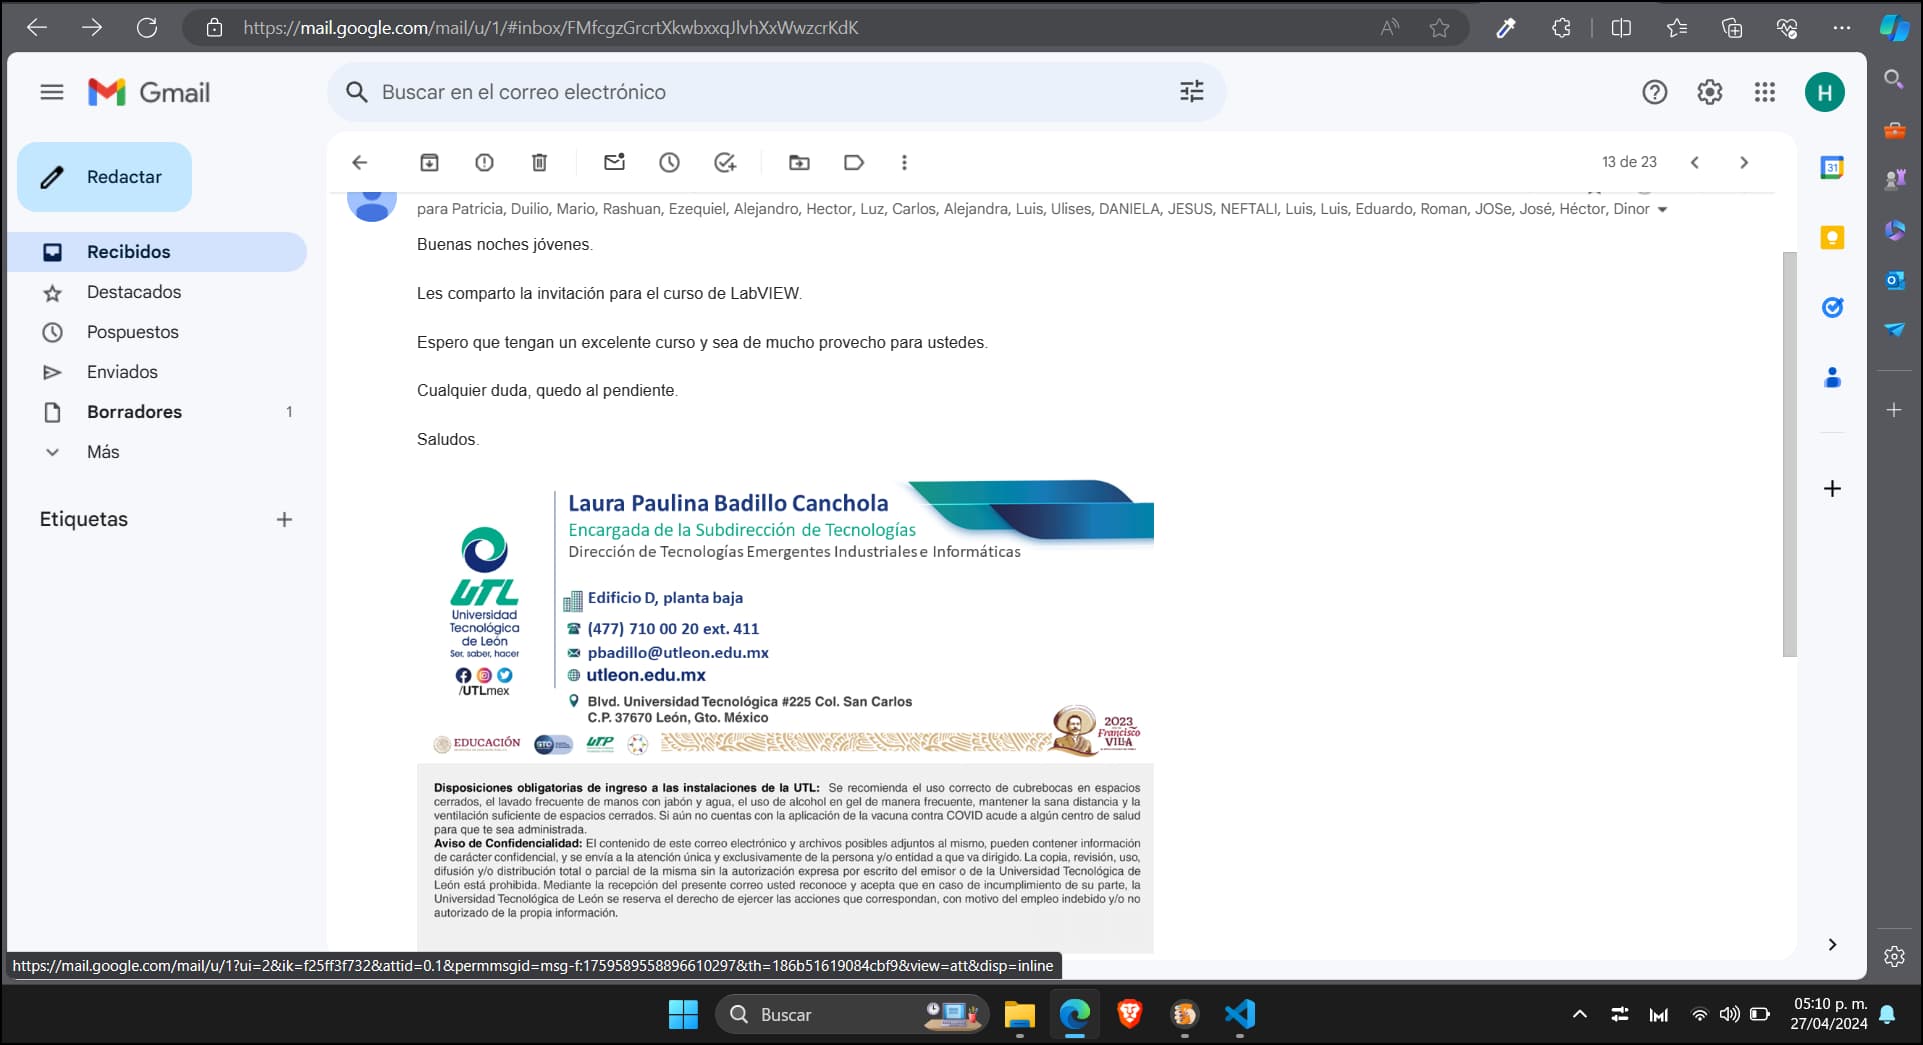 https://mail.google.com/mail/u/1/#inbox/FMfcgzGrcrtXkwbxxqJlvhXxWwzcrKdK
Gmail
Buscar en el correo electrónico
H
Redactar
13 de 23
31
Recibidos
Destacados
Pospuestos
Enviados
Borradores 1
Más
Etiquetas
para Patricia, Duilio, Mario, Rashuan, Ezequiel, Alejandro, Hector, Luz, Carlos, Alejandra, Luis, Ulises, DANIELA, JESUS, NEFTALI, Luis, Luis, Eduardo, Roman, JOSe, José, Héctor, Dinor
Buenas noches jóvenes.
Les comparto la invitación para el curso de LabVIEW.
Espero que tengan un excelente curso y sea de mucho provecho para ustedes.
Cualquier duda, quedo al pendiente.
Saludos.
UTL
Universidad
Tecnológica
de León
Ser, saber, hacer
/UTLmex
Laura Paulina Badillo Canchola
Encargada de la Subdirección de Tecnologías
Dirección de Tecnologías Emergentes Industriales e Informáticas
Edificio D, planta baja
(477) 710 00 20 ext. 411
pbadillo@utleon.edu.mx
utleon.edu.mx
Blvd. Universidad Tecnológica #225 Col. San Carlos
C.P. 37670 León, Gto. México
EDUCACIÓN
GTO
UTP
2023
Francisco
VILLA
Disposiciones obligatorias de ingreso a las instalaciones de la UTL: Se recomienda el uso correcto de cubrebocas en espacios
cerrados, el lavado frecuente de manos con jabón y agua, el uso de alcohol en gel de manera frecuente, mantener la sana distancia y la
ventilación suficiente de espacios cerrados. Si aún no cuentas con la aplicación de la vacuna contra COVID acude a algún centro de salud
para que te sea administrada.
Aviso de Confidencialidad: El contenido de este correo electrónico y archivos posibles adjuntos al mismo, pueden contener información
de carácter confidencial, y se envía a la atención única y exclusivamente de la persona y/o entidad a que va dirigido. La copia, revisión, uso,
difusión y/o distribución total o parcial de la misma sin la autorización expresa por escrito del emisor o de la Universidad Tecnológica de
León está prohibida. Mediante la recepción del presente correo usted reconoce y acepta que en caso de incumplimiento de su parte, la
Universidad Tecnológica de León se reserva el derecho de ejercer las acciones que correspondan, con motivo del empleo indebido y/o no
autorizado de la propia información.
https://mail.google.com/mail/u/1?ui=2&ik=f25ff3f732&attid=0.1&permmsgid=msg-f:1759589558896610297&th=186b51619084cbf9&view=att&disp=inline
Buscar
05:10 p. m.
27/04/2024